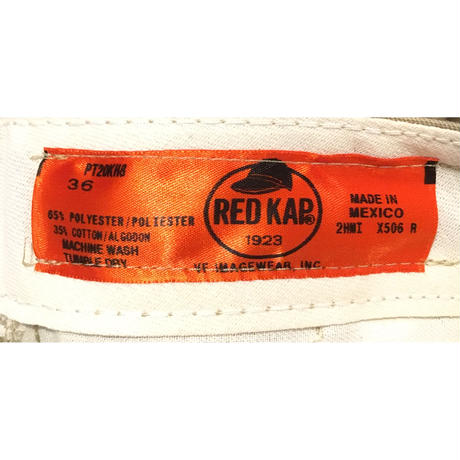 PT20KH8
36
65% POLYESTER/POLIESTER
35% COTTON/ALGODON
MACHINE WASH
TUMBLE DRY
RED KAP®
1923
VF IMAGEWEAR, INC.
MADE IN
MEXICO
2HMI X506 R